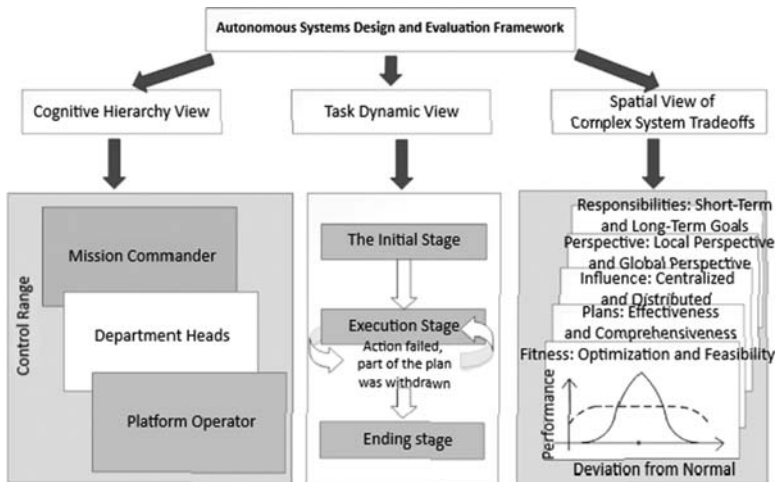 Autonomous Systems Design and Evaluation Framework
Cognitive Hierarchy View
Task Dynamic View
Spatial View of
Complex System Tradeoffs
Control Range
Mission Commander
Department Heads
Platform Operator
The Initial Stage
Execution Stage
Action failed,
part of the plan
was withdrawn
Ending stage
Responsibilities: Short-Term
and Long-Term Goals
Perspective: Local Perspective
and Global Perspective
Influence: Centralized
and Distributed
Plans: Effectiveness
and Comprehensiveness
Fitness: Optimization and Feasibility
Performance
Deviation from Normal